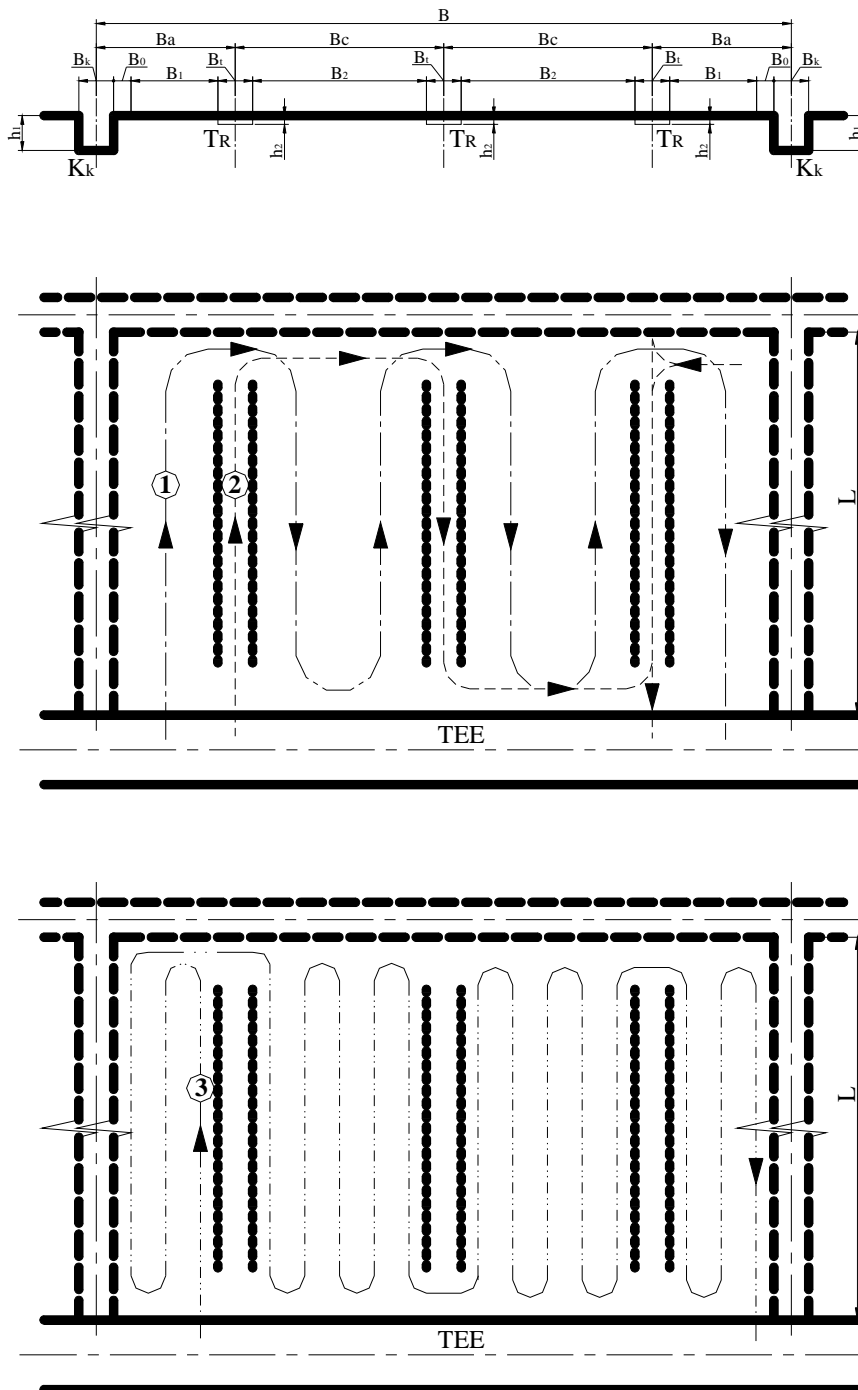 B
Ba Bc Bc Ba
Bk B0 B1 Bt B2 Bt B2 Bt B1 B0 Bk
h1 TR h2 TR h2 TR h2 h1
Kk Kk
1 2
L
TEE
3
L
TEE